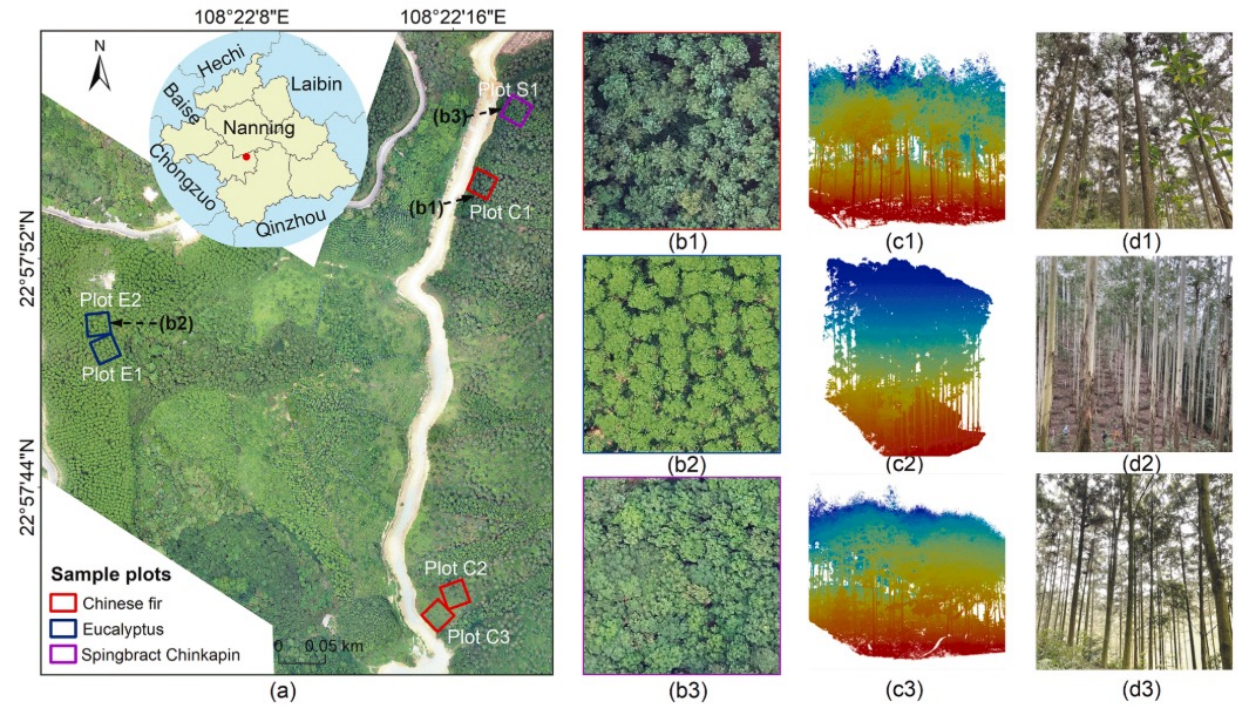 108°22'8"E
108°22'16"E
N
Hechi
Laibin
Baise
Nanning
Chongzuo
Qinzhou
Plot S1
(b3)
(b1)
Plot C1
22°57'52"N
Plot E2
(b2)
Plot E1
22°57'44"N
Plot C2
Plot C3
Sample plots
Chinese fir
Eucalyptus
Spingbract Chinkapin
0 0.05 km
(a)
(b1)
(c1)
(d1)
(b2)
(c2)
(d2)
(b3)
(c3)
(d3)